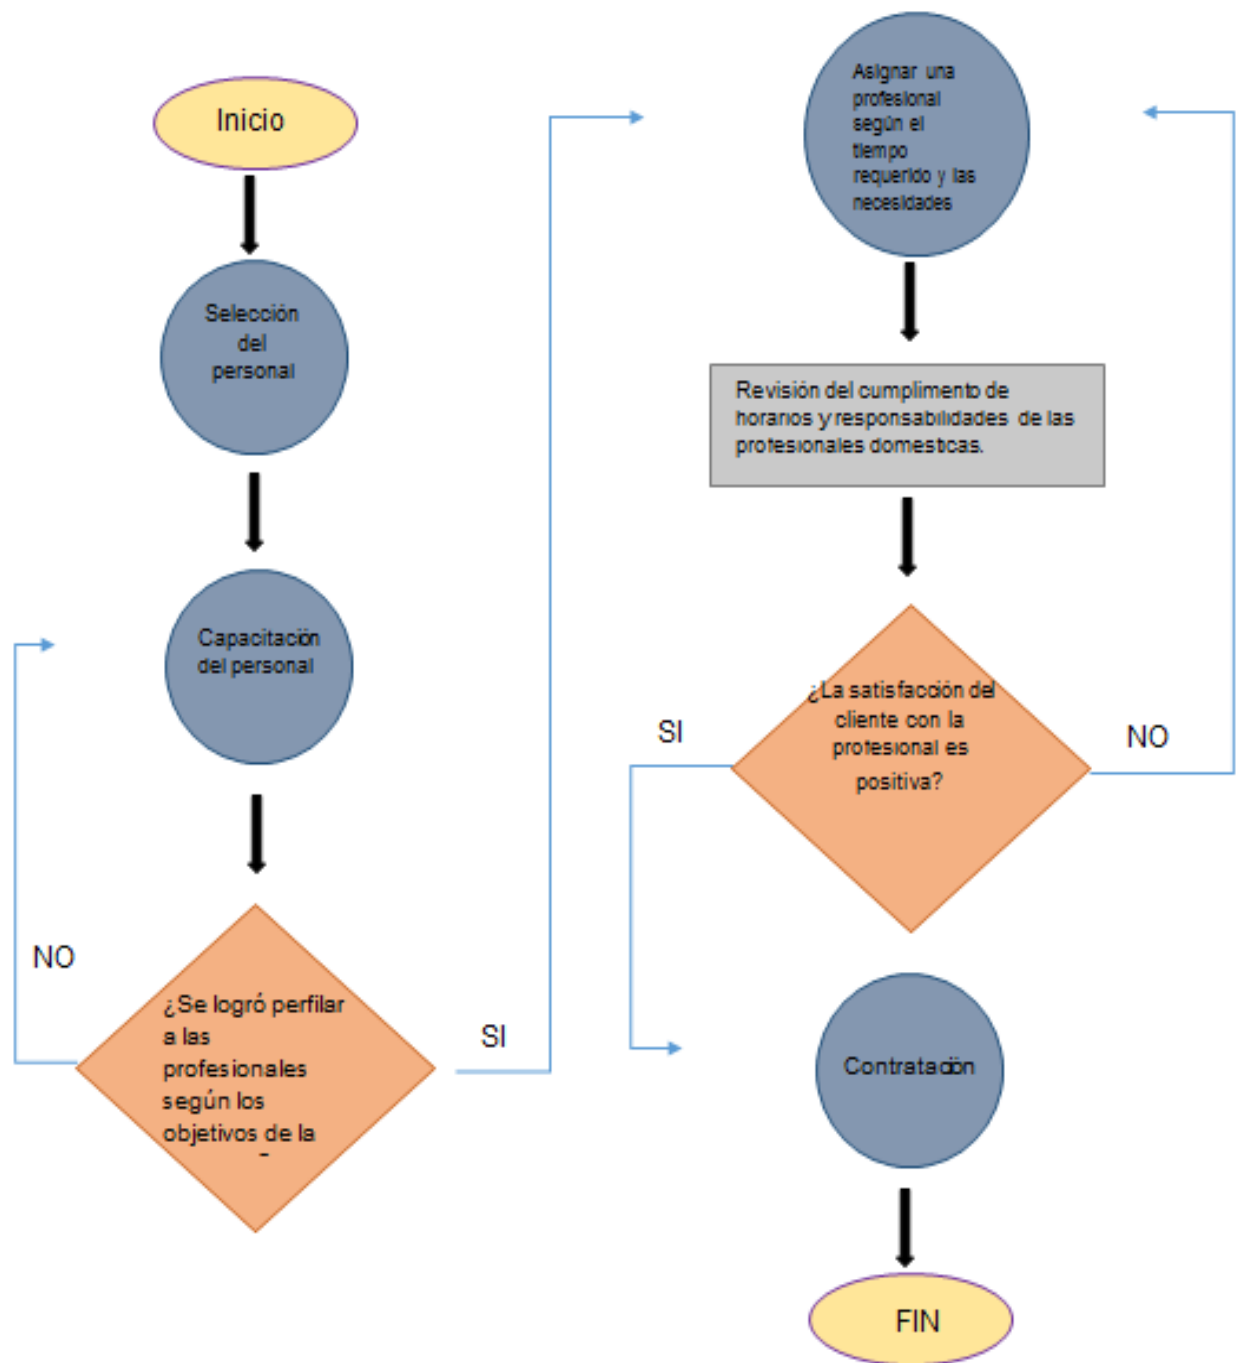 Inicio
Selección
del
personal
Capacitación
del personal
NO
¿Se logró perfilar
a las
profesionales
según los
objetivos de la
SI
Asignar una
profesional
según el
tiempo
requerido y las
necesidades
Revisión del cumplimento de
horarios y responsabilidades de las
profesionales domesticas.
¿La satisfacción del
cliente con la
profesional es
positiva?
SI
NO
Contratación
FIN